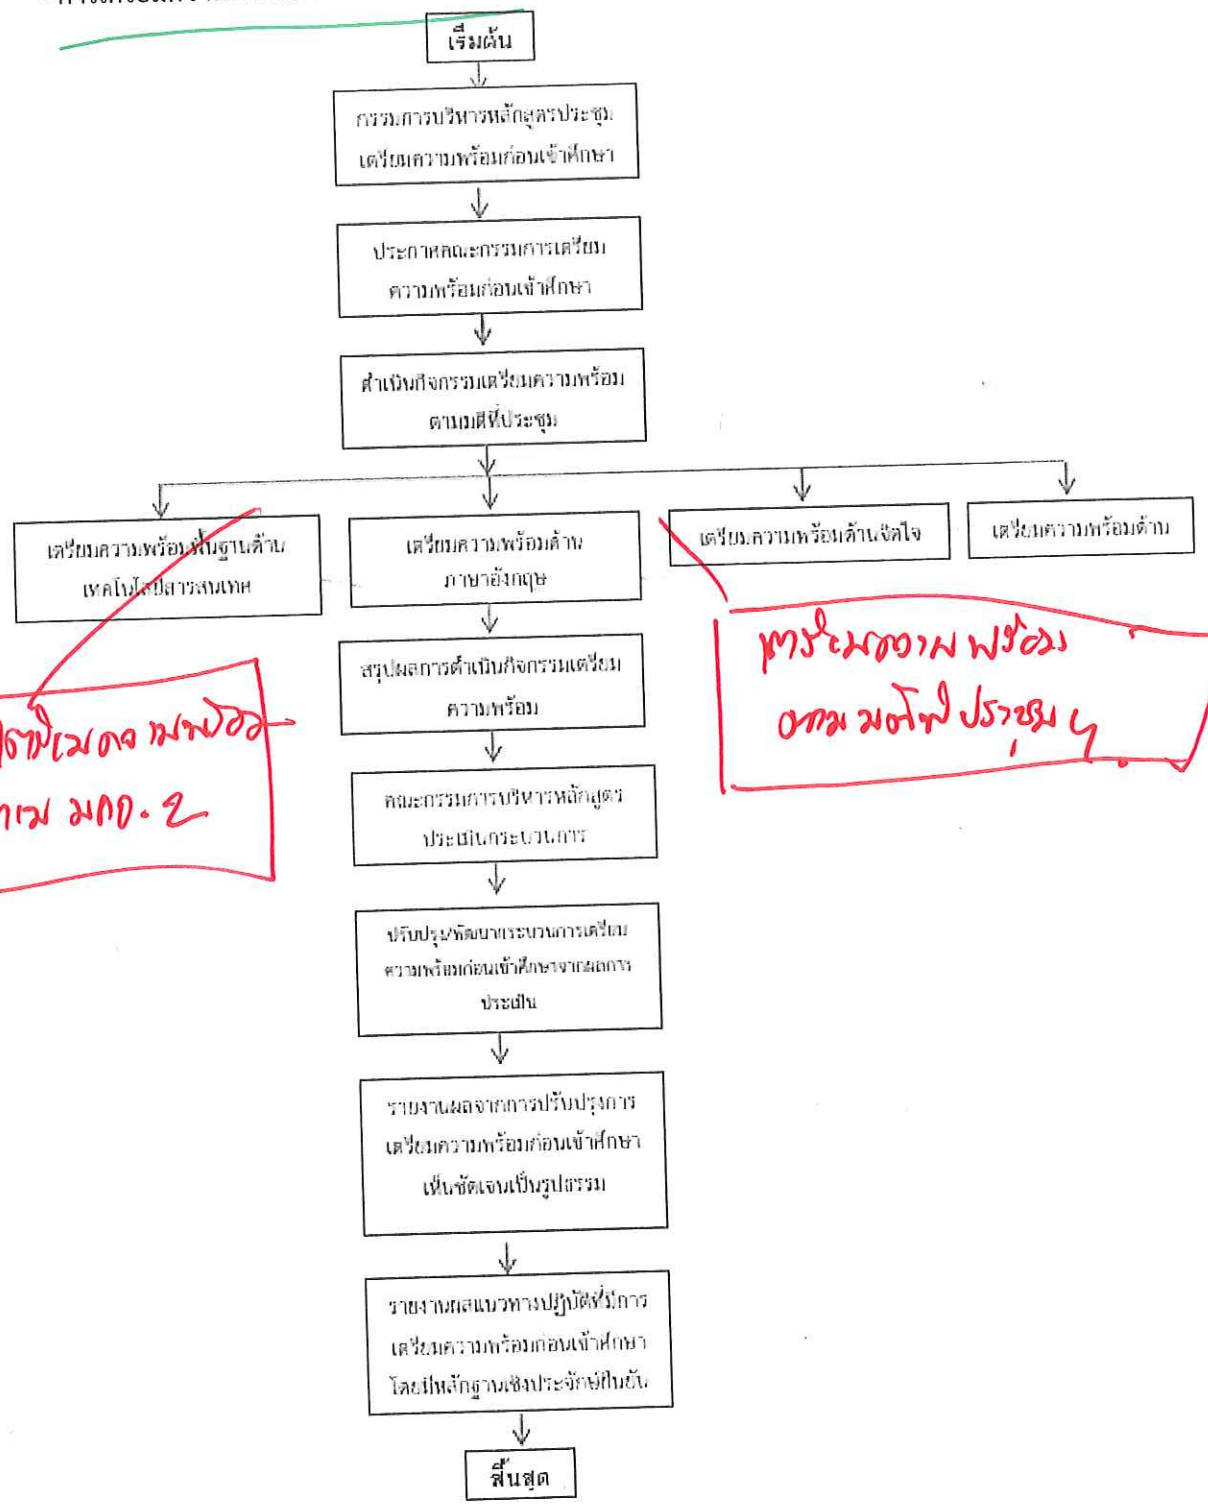 เริ่มต้น
กรรมการบริหารหลักสูตรประชุม
เตรียมความพร้อมก่อนเข้าศึกษา
ประกาศคณะกรรมการเตรียม
ความพร้อมก่อนเข้าศึกษา
ดำเนินกิจกรรมเตรียมความพร้อม
ตามมติที่ประชุม
เตรียมความพร้อมพื้นฐานด้าน
เทคโนโลยีสารสนเทศ
เตรียมความพร้อมด้าน
ภาษาอังกฤษ
เตรียมความพร้อมด้านจิตใจ
เตรียมความพร้อมด้าน
เตรียมความพร้อม
ตาม มคอ. 2
เตรียมความพร้อม
ตาม มติที่ ประชุม ฯ
สรุปผลการดำเนินกิจกรรมเตรียม
ความพร้อม
คณะกรรมการบริหารหลักสูตร
ประเมินกระบวนการ
ปรับปรุง/พัฒนากระบวนการเตรียม
ความพร้อมก่อนเข้าศึกษาจากผลการ
ประเมิน
รายงานผลจากการปรับปรุงการ
เตรียมความพร้อมก่อนเข้าศึกษา
เห็นชัดเจนเป็นรูปธรรม
รายงานผลแนวทางปฏิบัติที่มีการ
เตรียมความพร้อมก่อนเข้าศึกษา
โดยมีหลักฐานเชิงประจักษ์ยืนยัน
สิ้นสุด